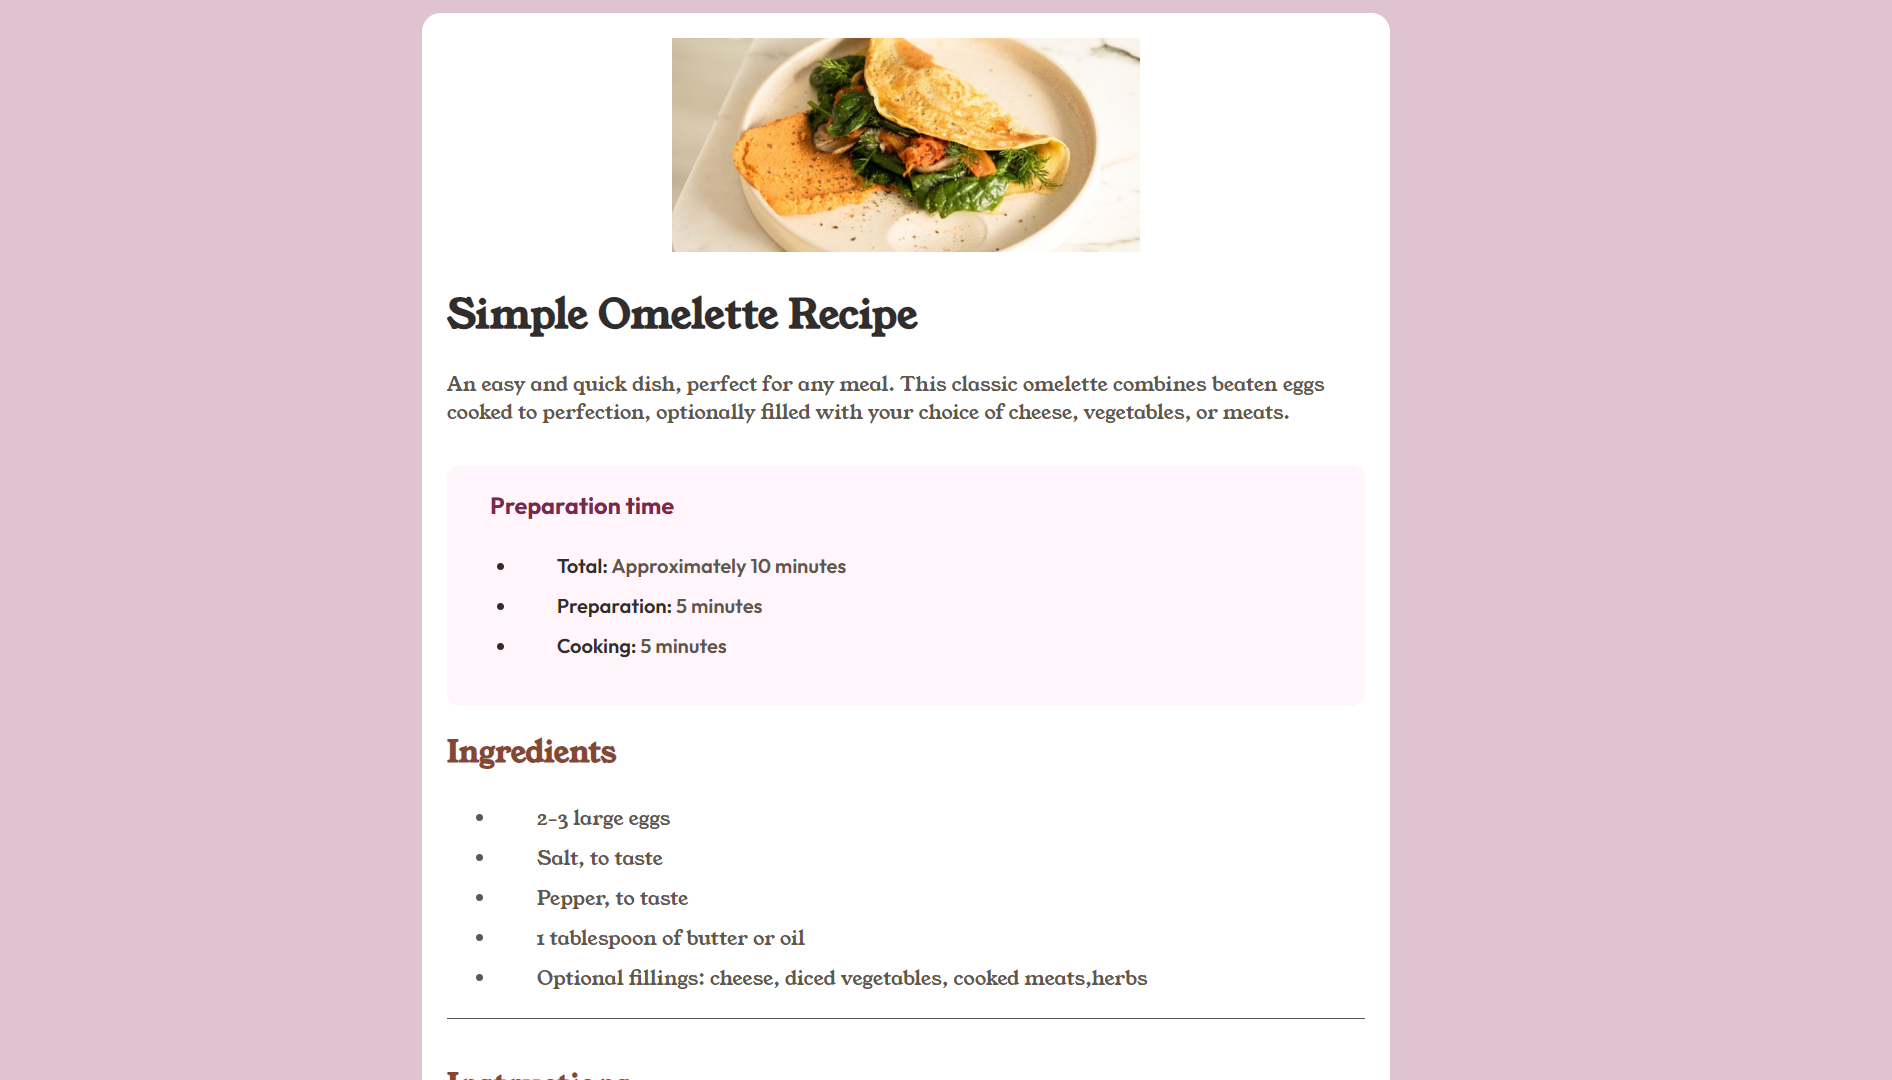 Simple Omelette Recipe
An easy and quick dish, perfect for any meal. This classic omelette combines beaten eggs
cooked to perfection, optionally filled with your choice of cheese, vegetables, or meats.
Preparation time
• Total: Approximately 10 minutes
• Preparation: 5 minutes
• Cooking: 5 minutes
Ingredients
• 2-3 large eggs
• Salt, to taste
• Pepper, to taste
• 1 tablespoon of butter or oil
• Optional fillings: cheese, diced vegetables, cooked meats,herbs
Instructions